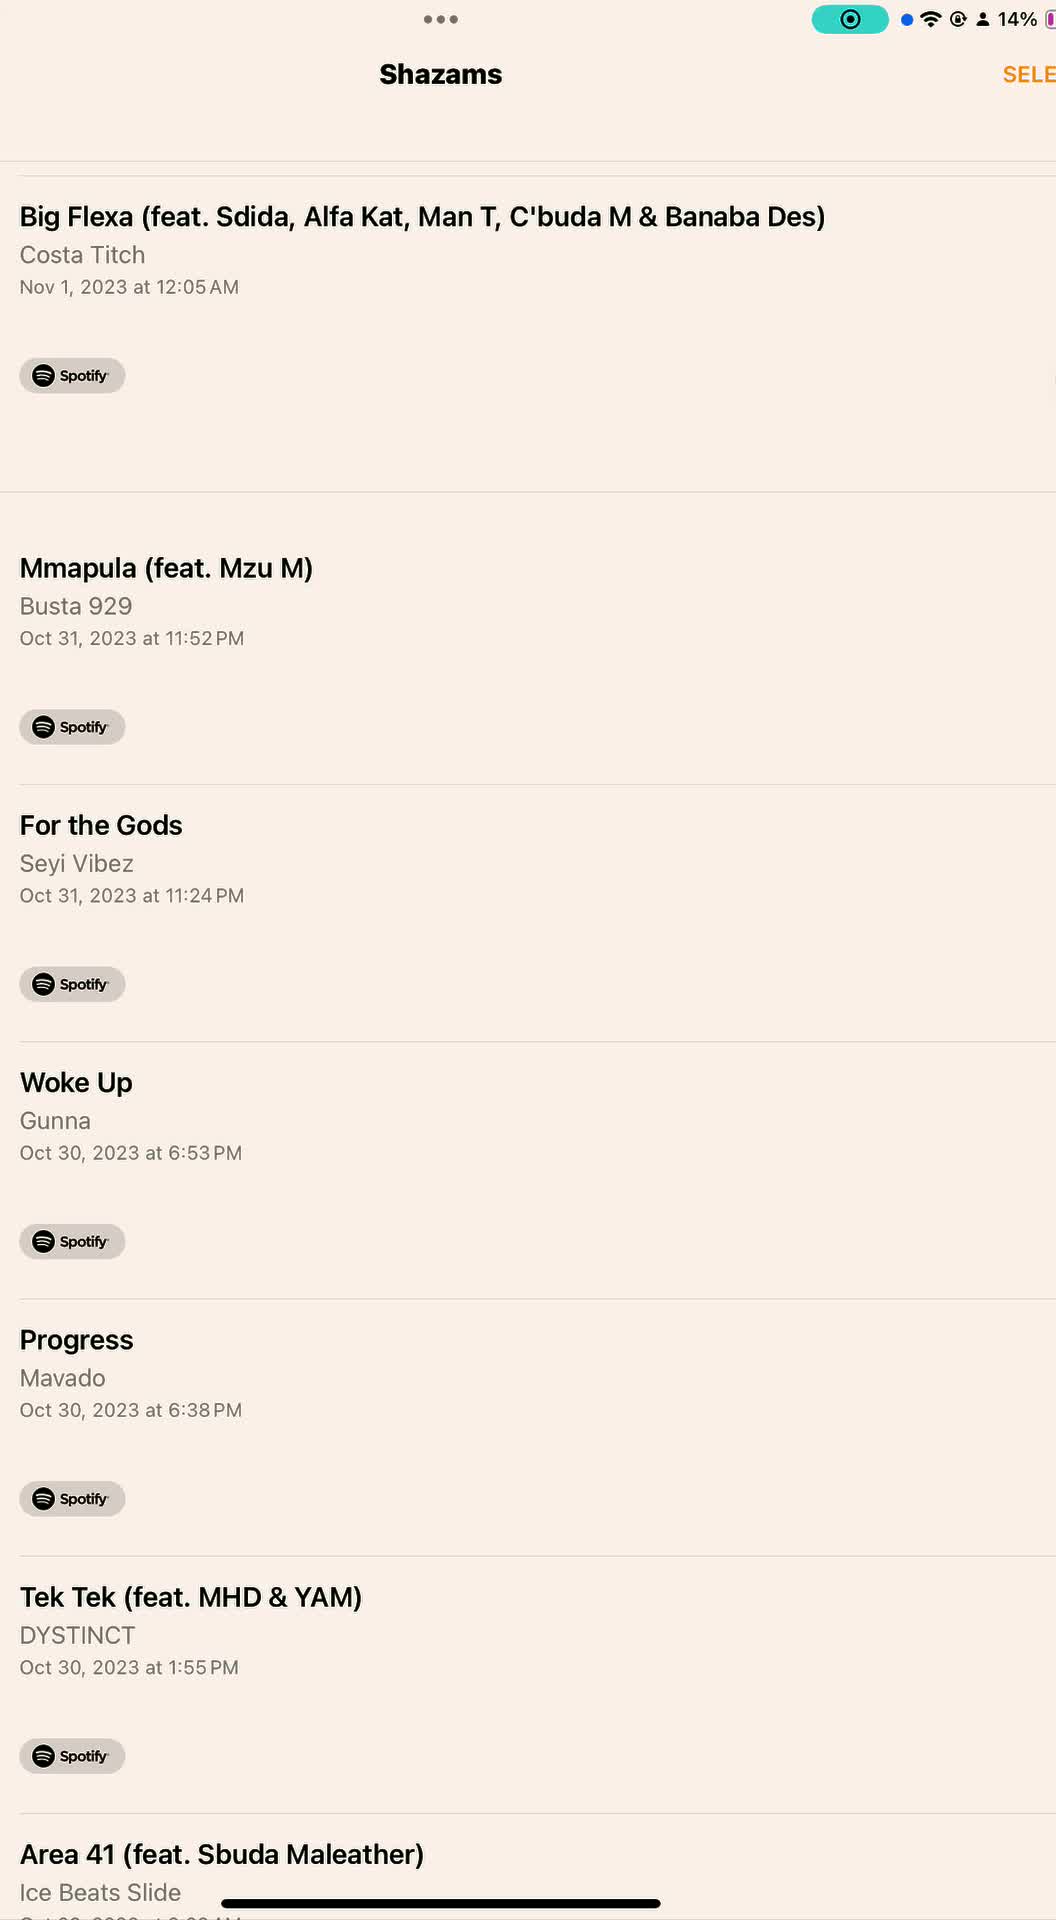 14%
Shazams
SELE
Big Flexa (feat. Sdida, Alfa Kat, Man T, C'buda M & Banaba Des)
Costa Titch
Nov 1, 2023 at 12:05 AM
Spotify
Mmapula (feat. Mzu M)
Busta 929
Oct 31, 2023 at 11:52 PM
Spotify
For the Gods
Seyi Vibez
Oct 31, 2023 at 11:24 PM
Spotify
Woke Up
Gunna
Oct 30, 2023 at 6:53 PM
Spotify
Progress
Mavado
Oct 30, 2023 at 6:38 PM
Spotify
Tek Tek (feat. MHD & YAM)
DYSTINCT
Oct 30, 2023 at 1:55 PM
Spotify
Area 41 (feat. Sbuda Maleather)
Ice Beats Slide